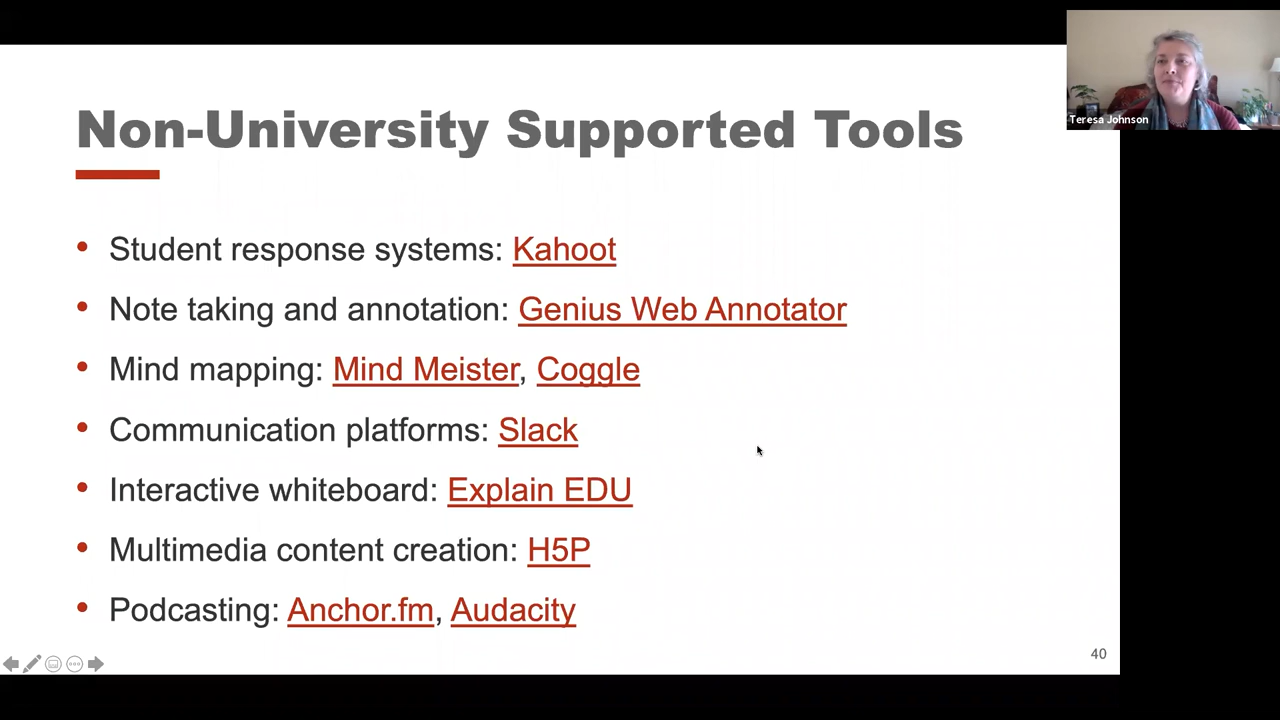 Non-University Supported Tools
Teresa Johnson
• Student response systems: Kahoot
• Note taking and annotation: Genius Web Annotator
• Mind mapping: Mind Meister, Coggle
• Communication platforms: Slack
• Interactive whiteboard: Explain EDU
• Multimedia content creation: H5P
• Podcasting: Anchor.fm, Audacity
40